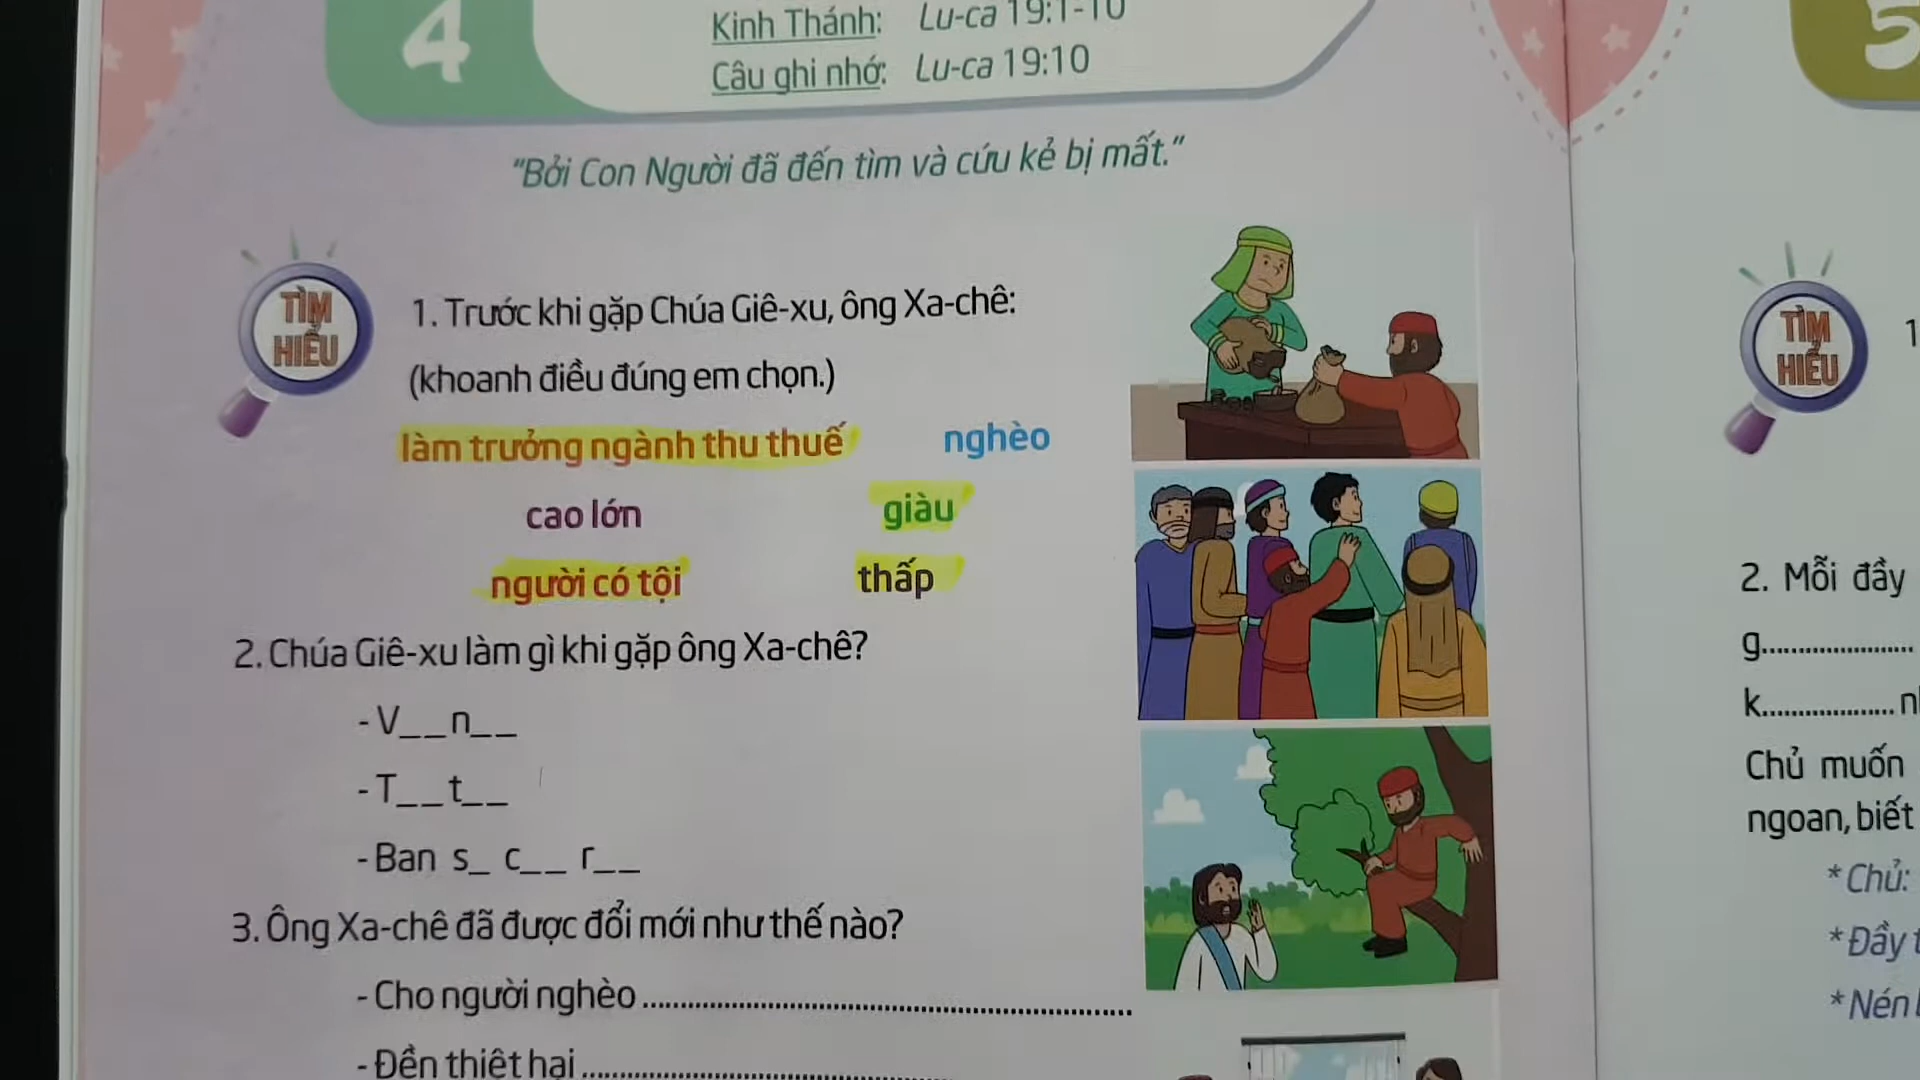 4
Kinh Thánh: Lu-ca 19:1-10
Câu ghi nhớ: Lu-ca 19:10
“Bởi Con Người đã đến tìm và cứu kẻ bị mất.”
TÌM
HIỂU
1. Trước khi gặp Chúa Giê-xu, ông Xa-chê:
(khoanh điều đúng em chọn.)
làm trưởng ngành thu thuế nghèo
cao lớn giàu
người có tội thấp
2. Chúa Giê-xu làm gì khi gặp ông Xa-chê?
- V__n__
- T__t__
- Ban s_ c__ r__
3. Ông Xa-chê đã được đổi mới như thế nào?
- Cho người nghèo ........................................
- Đền thiệt hại ........................................
5
TÌM
HIỂU
1
2. Mỗi đầy
g......................
k...................
Chủ muốn
ngoan, biết
* Chủ:
* Đầy
* Nén